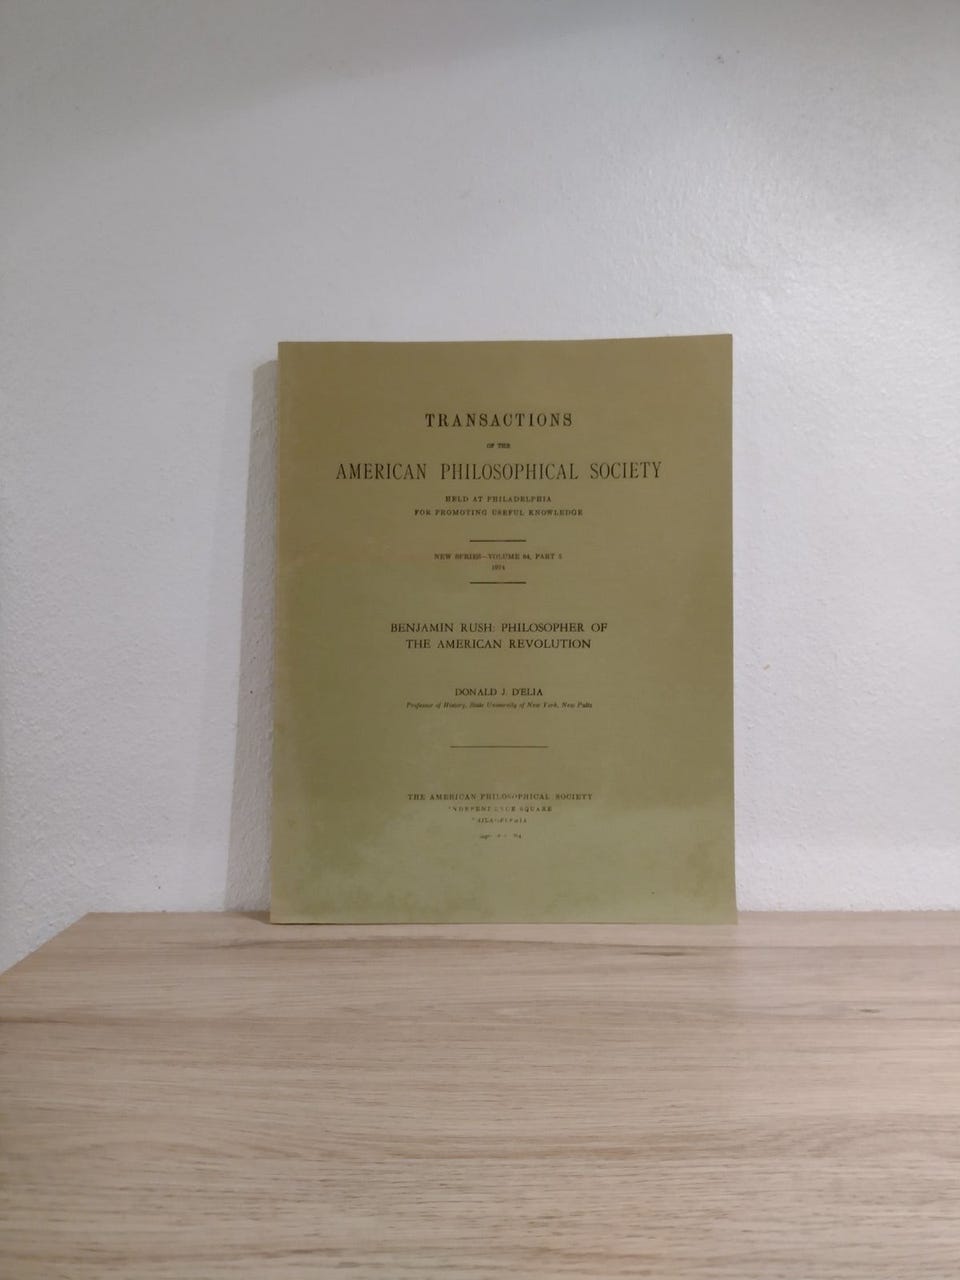 TRANSACTIONS
OF THE
AMERICAN PHILOSOPHICAL SOCIETY
HELD AT PHILADELPHIA
FOR PROMOTING USEFUL KNOWLEDGE
NEW SERIES—VOLUME 64, PART 5
1974
BENJAMIN RUSH: PHILOSOPHER OF
THE AMERICAN REVOLUTION
DONALD J. D'ELIA
Professor of History, State University of New York, New Paltz
THE AMERICAN PHILOSOPHICAL SOCIETY
INDEPENDENCE SQUARE
PHILADELPHIA